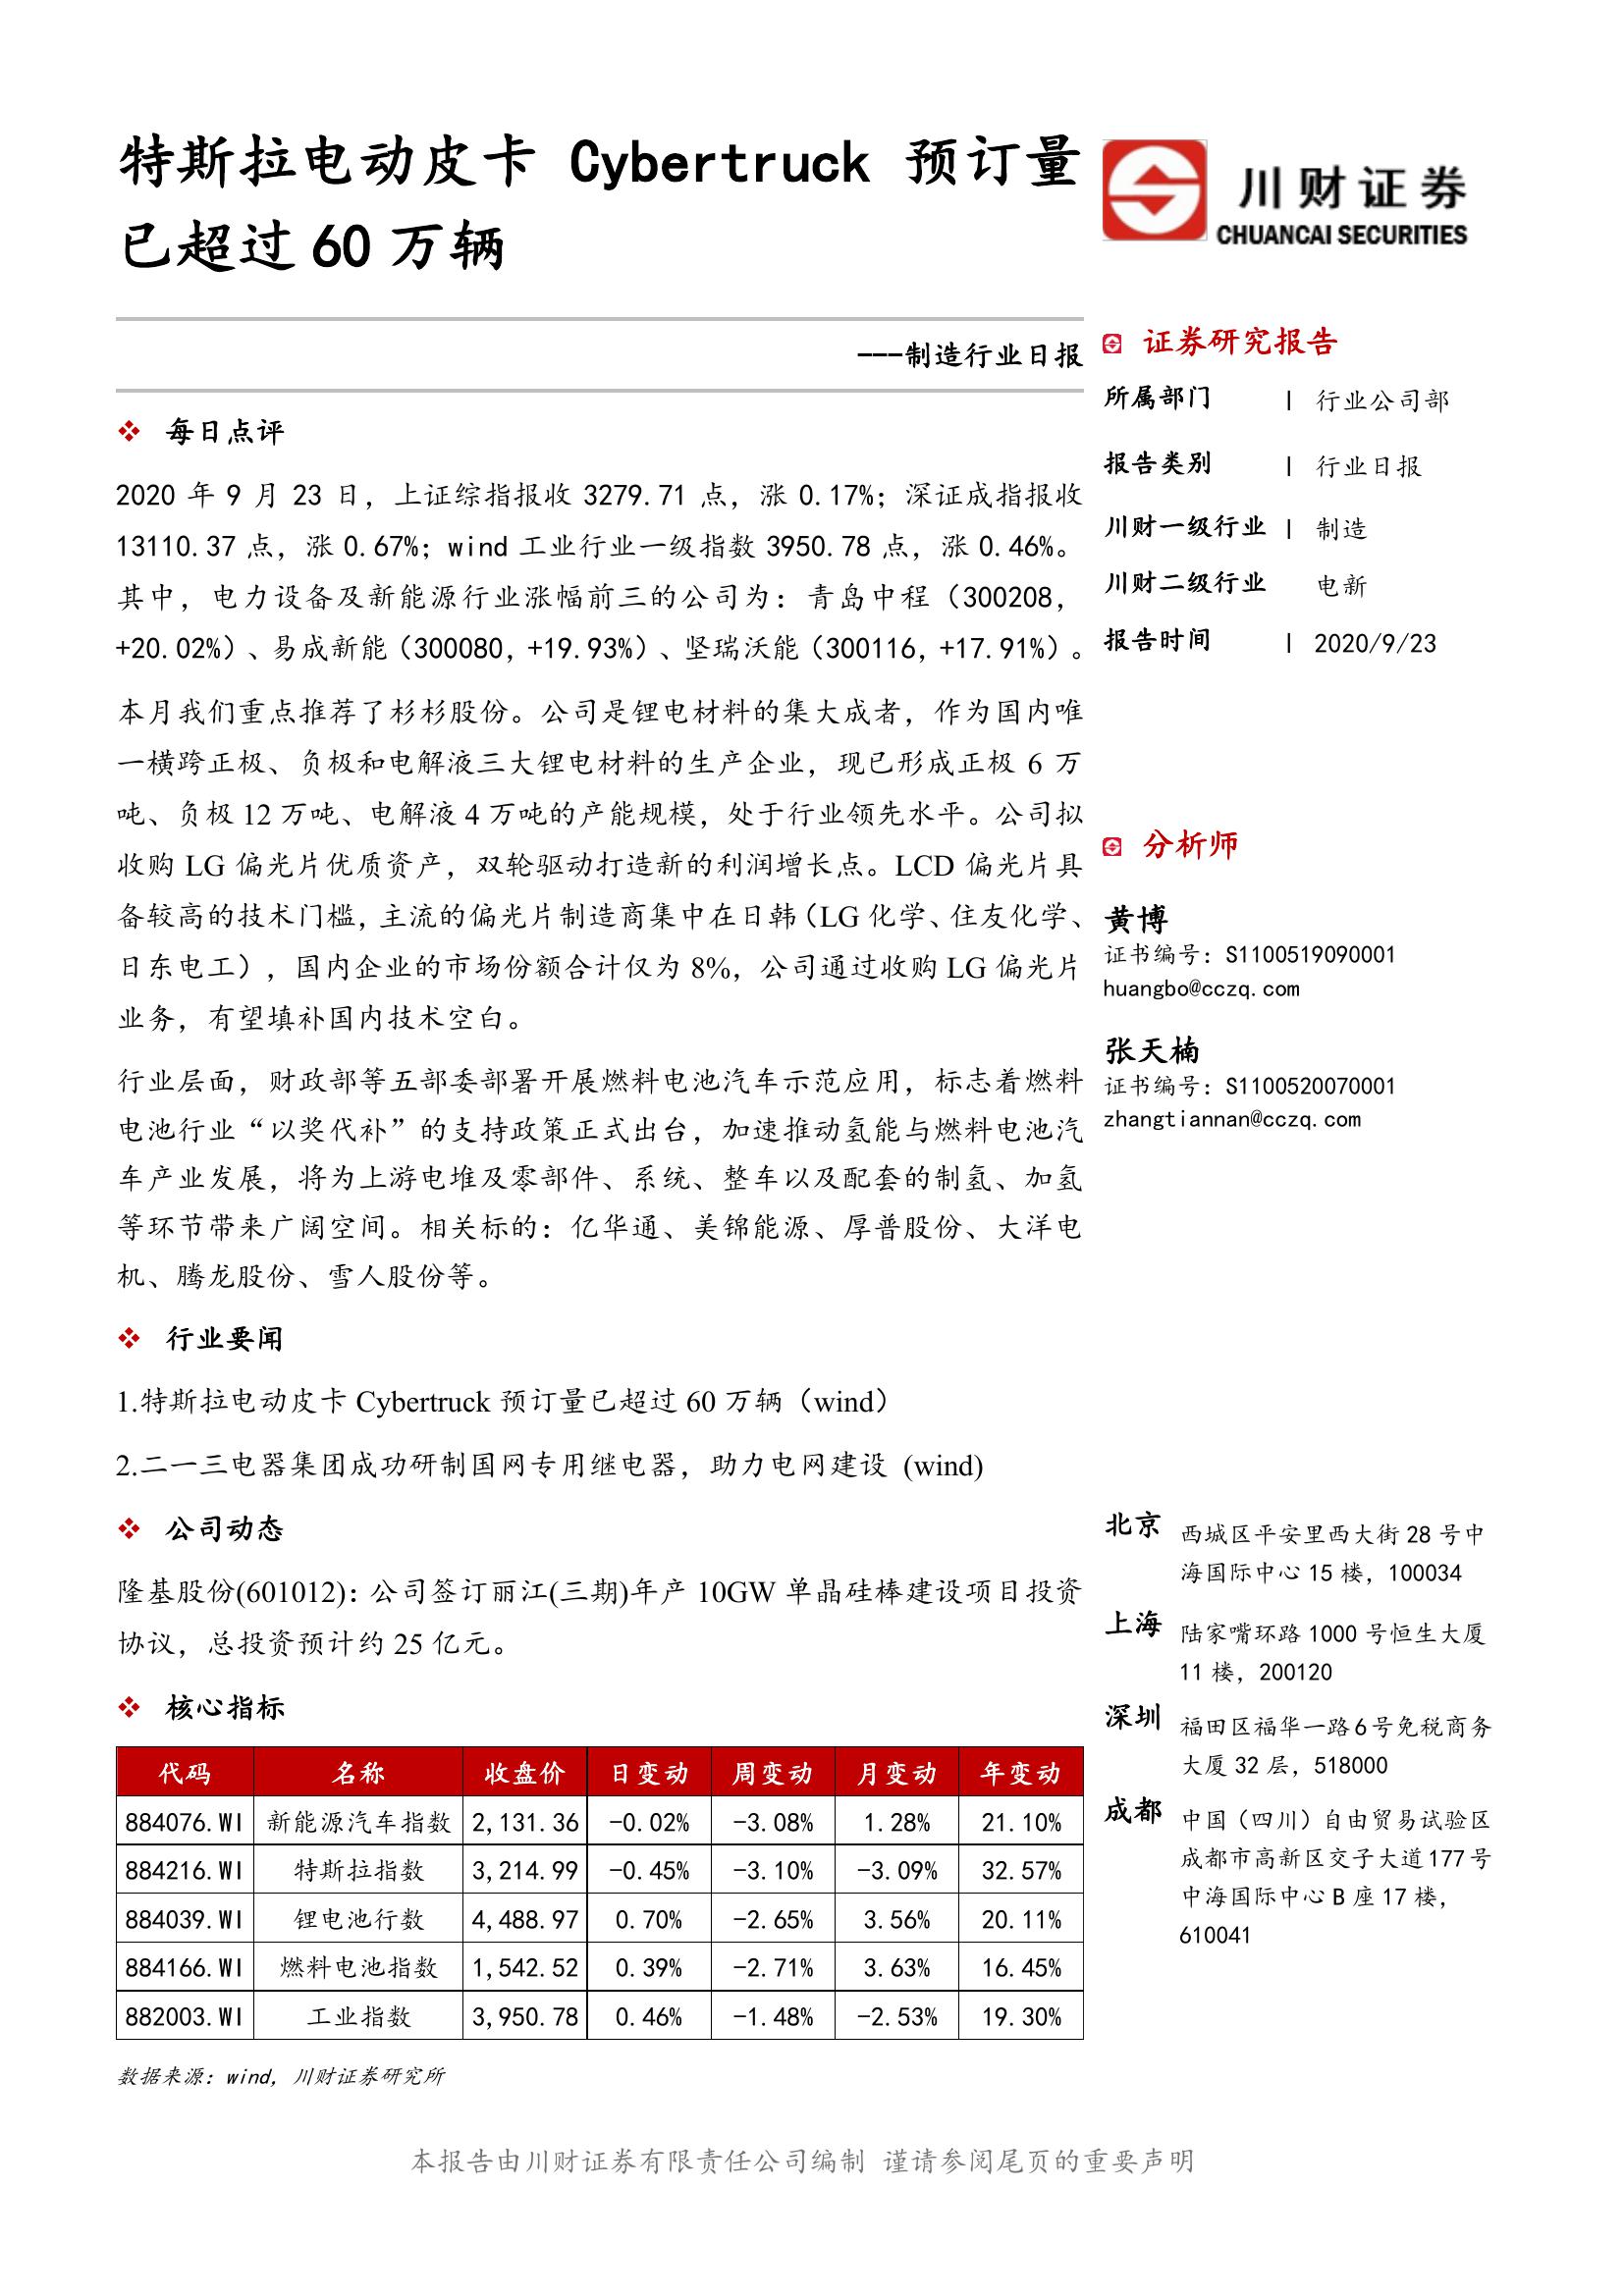 特斯拉电动皮卡 Cybertruck 预订量
已超过 60 万辆
川财证券
CHUANCAI SECURITIES
---制造行业日报
每日点评
2020 年 9 月 23 日，上证综指报收 3279.71 点，涨 0.17%；深证成指报收
13110.37 点，涨 0.67%；wind 工业行业一级指数 3950.78 点，涨 0.46%。
其中，电力设备及新能源行业涨幅前三的公司为：青岛中程（300208，
+20.02%）、易成新能（300080，+19.93%）、坚瑞沃能（300116，+17.91%）。
本月我们重点推荐了杉杉股份。公司是锂电材料的集大成者，作为国内唯
一横跨正极、负极和电解液三大锂电材料的生产企业，现已形成正极 6 万
吨、负极 12 万吨、电解液 4 万吨的产能规模，处于行业领先水平。公司拟
收购 LG 偏光片优质资产，双轮驱动打造新的利润增长点。LCD 偏光片具
备较高的技术门槛，主流的偏光片制造商集中在日韩（LG 化学、住友化学、
日东电工），国内企业的市场份额合计仅为 8%，公司通过收购 LG 偏光片
业务，有望填补国内技术空白。
行业层面，财政部等五部委部署开展燃料电池汽车示范应用，标志着燃料
电池行业“以奖代补”的支持政策正式出台，加速推动氢能与燃料电池汽
车产业发展，将为上游电堆及零部件、系统、整车以及配套的制氢、加氢
等环节带来广阔空间。相关标的：亿华通、美锦能源、厚普股份、大洋电
机、腾龙股份、雪人股份等。
行业要闻
1.特斯拉电动皮卡 Cybertruck 预订量已超过 60 万辆（wind）
2.二一三电器集团成功研制国网专用继电器，助力电网建设 (wind)
公司动态
隆基股份(601012)：公司签订丽江(三期)年产 10GW 单晶硅棒建设项目投资
协议，总投资预计约 25 亿元。
核心指标
代码 名称 收盘价 日变动 周变动 月变动 年变动
884076.WI 新能源汽车指数 2,131.36 -0.02% -3.08% 1.28% 21.10%
884216.WI 特斯拉指数 3,214.99 -0.45% -3.10% -3.09% 32.57%
884039.WI 锂电池行数 4,488.97 0.70% -2.65% 3.56% 20.11%
884166.WI 燃料电池指数 1,542.52 0.39% -2.71% 3.63% 16.45%
882003.WI 工业指数 3,950.78 0.46% -1.48% -2.53% 19.30%
数据来源：wind，川财证券研究所
证券研究报告
所属部门 | 行业公司部
报告类别 | 行业日报
川财一级行业 | 制造
川财二级行业 电新
报告时间 | 2020/9/23
分析师
黄博
证书编号：S1100519090001
huangbo@cczq.com
张天楠
证书编号：S1100520070001
zhangtiannan@cczq.com
北京 西城区平安里西大街 28 号中
海国际中心 15 楼，100034
上海 陆家嘴环路 1000 号恒生大厦
11 楼，200120
深圳 福田区福华一路 6 号免税商务
大厦 32 层，518000
成都 中国（四川）自由贸易试验区
成都市高新区交子大道 177 号
中海国际中心 B 座 17 楼，
610041
本报告由川财证券有限责任公司编制 谨请参阅尾页的重要声明